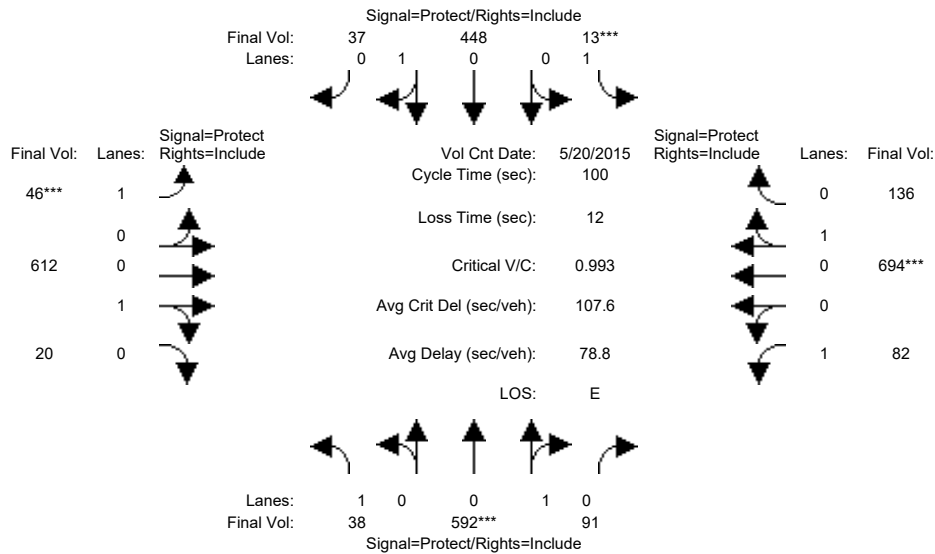 Signal=Protect/Rights=Include
Final Vol: 37 448 13***
Lanes: 0 1 0 0 1
Signal=Protect
Final Vol: Lanes: Rights=Include
Vol Cnt Date: 5/20/2015
Signal=Protect
Rights=Include Lanes: Final Vol:
Cycle Time (sec): 100
46*** 1
0 136
Loss Time (sec): 12
0
1
612 0
Critical V/C: 0.993
0 694***
1
Avg Crit Del (sec/veh): 107.6
0
20 0
Avg Delay (sec/veh): 78.8
1 82
LOS: E
Lanes: 1 0 0 1 0
Final Vol: 38 592*** 91
Signal=Protect/Rights=Include